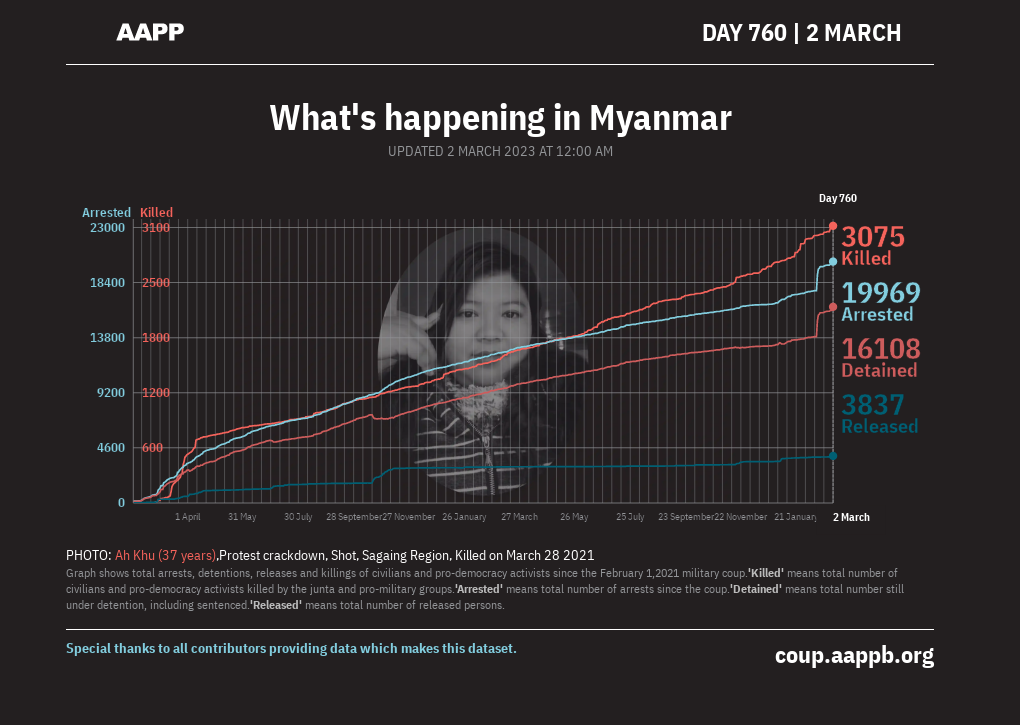 AAPP
DAY 760 | 2 MARCH
What's happening in Myanmar
UPDATED 2 MARCH 2023 AT 12:00 AM
Day 760
Arrested Killed
23000 3100
18400 2500
13800 1800
9200 1200
4600 600
0
3075
Killed
19969
Arrested
16108
Detained
3837
Released
1 April 31 May 30 July 28 September 27 November 26 January 27 March 26 May 25 July 23 September 22 November 21 January 2 March
PHOTO: Ah Khu (37 years),Protest crackdown, Shot, Sagaing Region, Killed on March 28 2021
Graph shows total arrests, detentions, releases and killings of civilians and pro-democracy activists since the February 1,2021 military coup.'Killed' means total number of
civilians and pro-democracy activists killed by the junta and pro-military groups.'Arrested' means total number of arrests since the coup.'Detained' means total number still
under detention, including sentenced.'Released' means total number of released persons.
Special thanks to all contributors providing data which makes this dataset.
coup.aappb.org